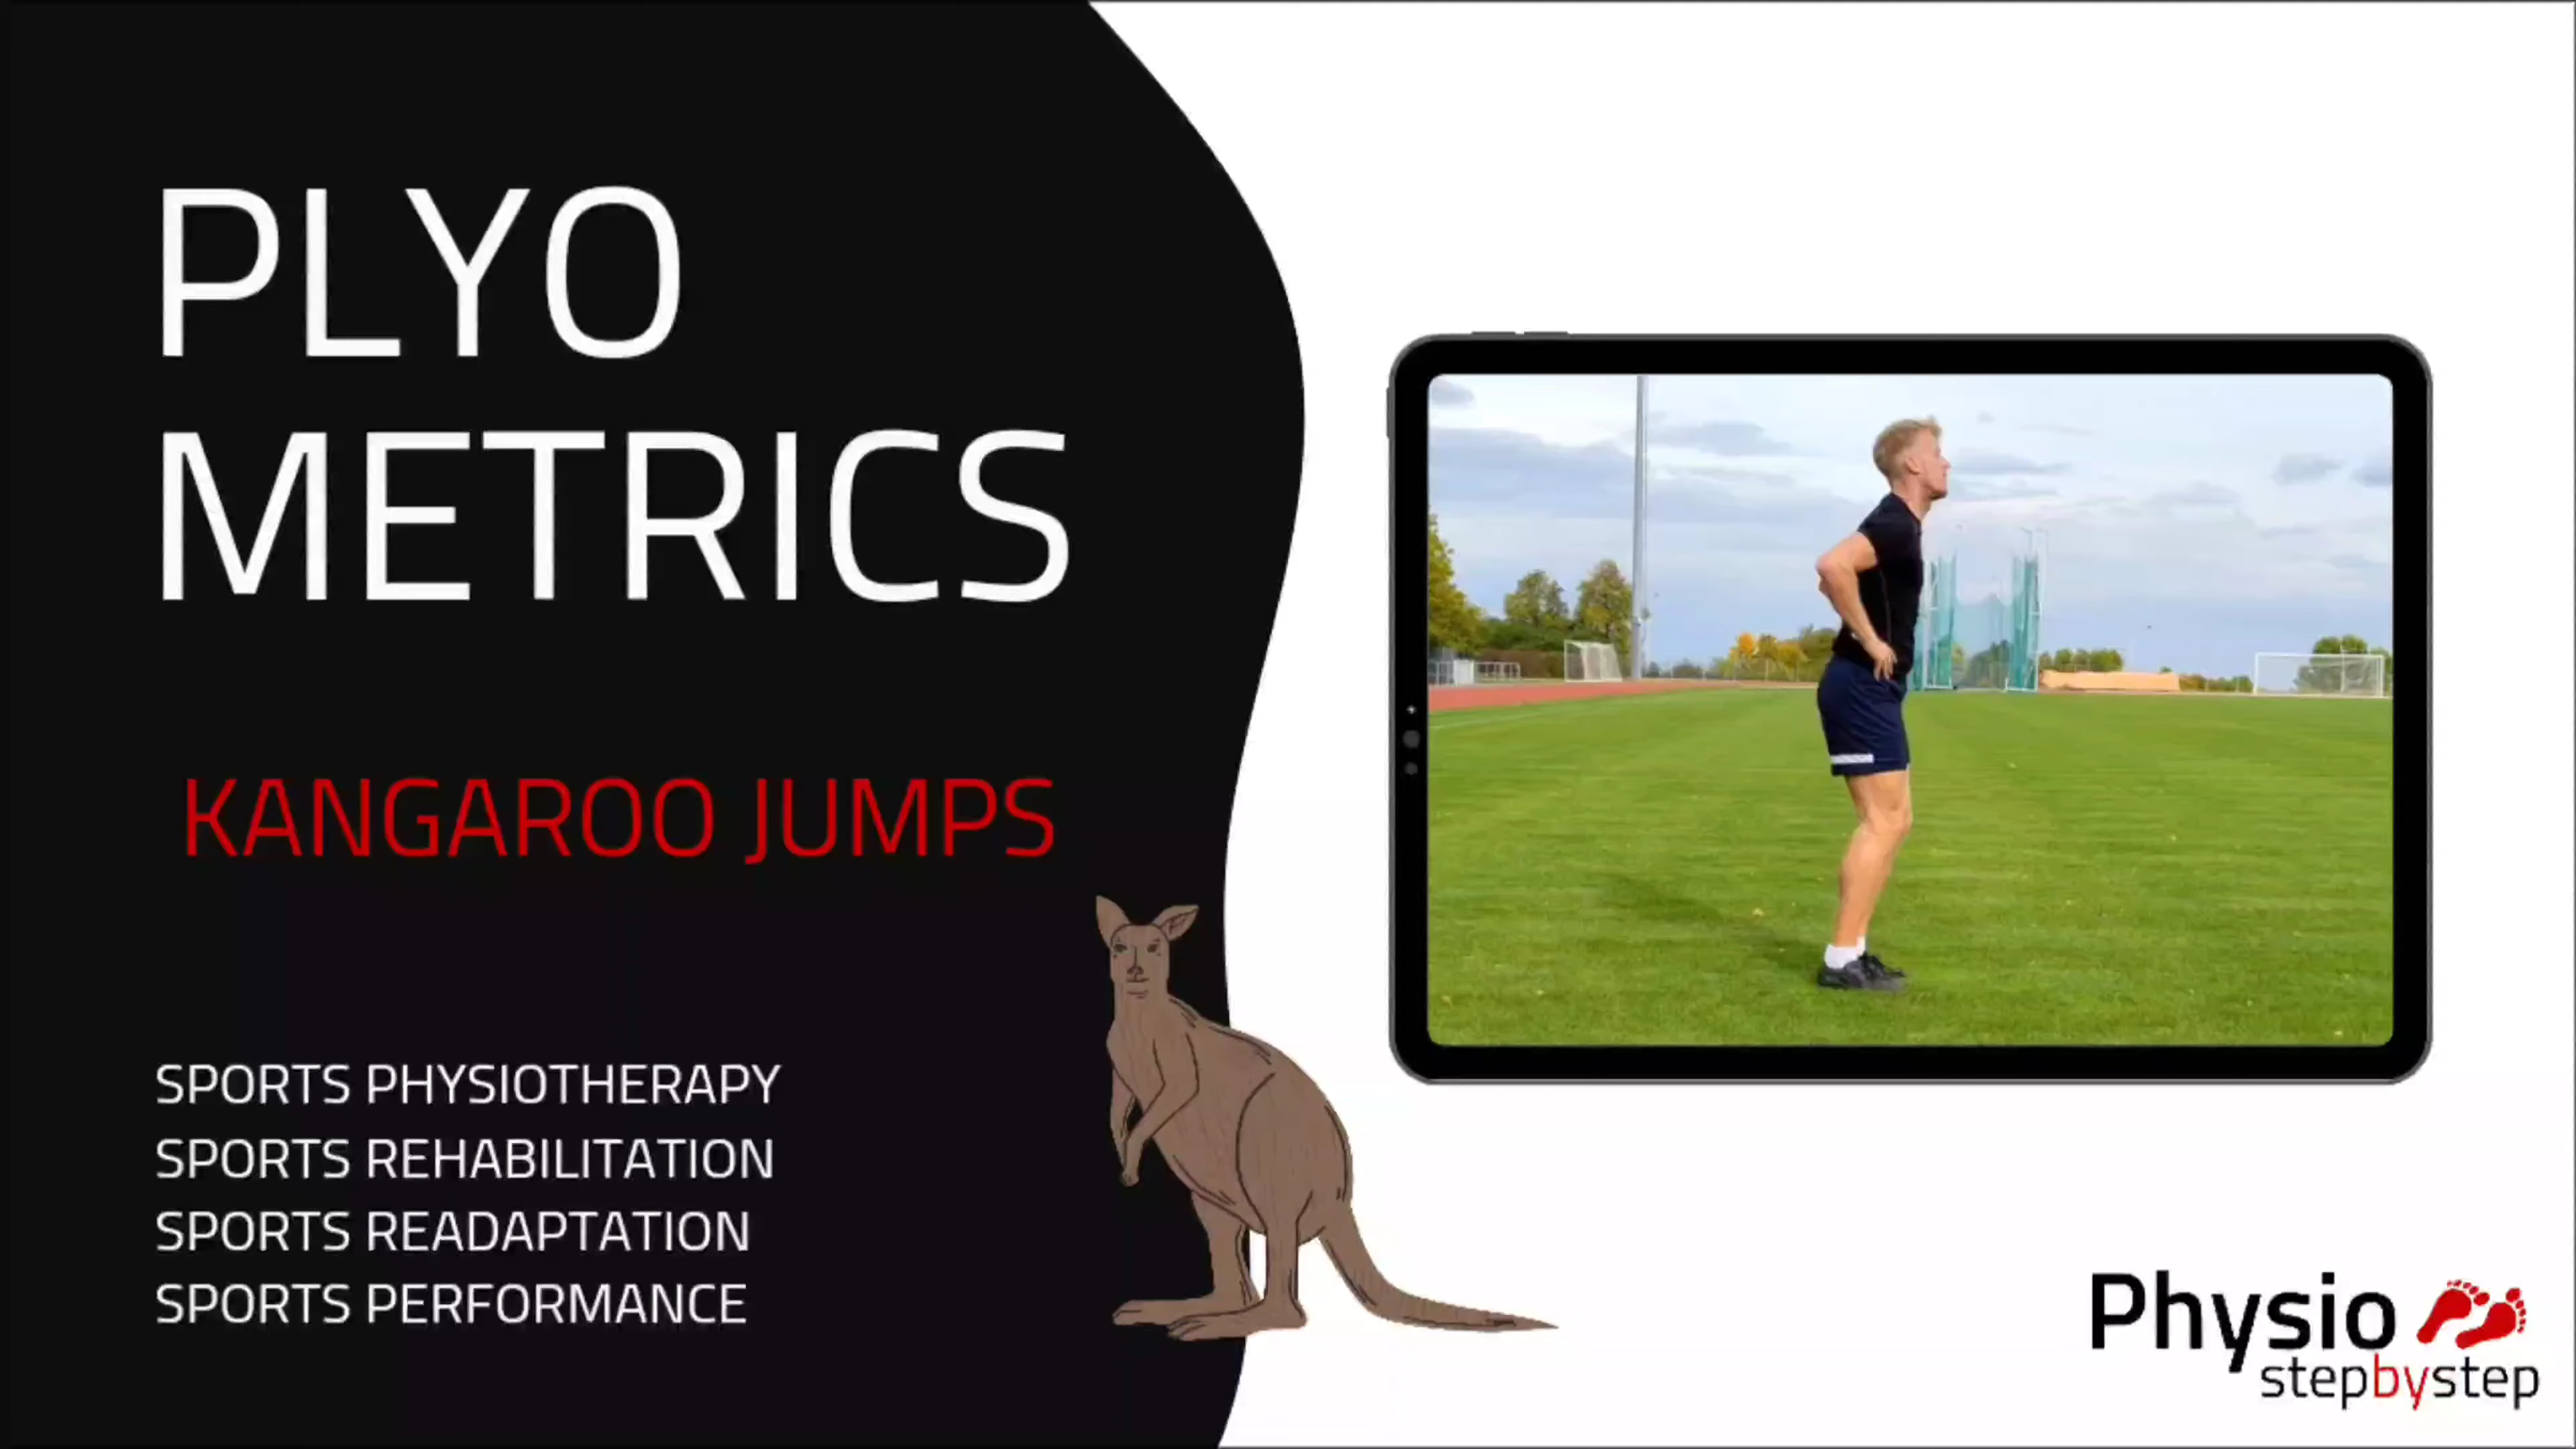 PLYO
METRICS
KANGAROO JUMPS
SPORTS PHYSIOTHERAPY
SPORTS REHABILITATION
SPORTS READAPTATION
SPORTS PERFORMANCE
Physio
stepbystep